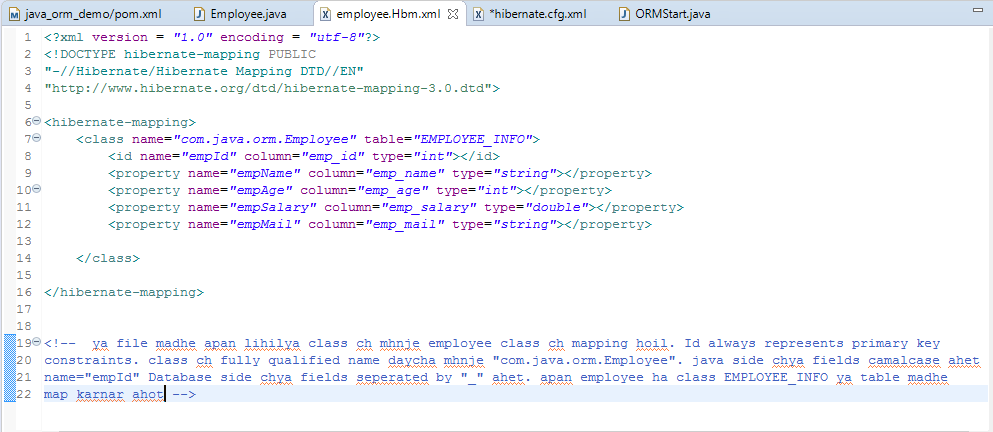 java_orm_demo/pom.xml Employee.java employee.Hbm.xml *hibernate.cfg.xml ORMStart.java
1 <?xml version = "1.0" encoding = "utf-8"?>
2 <!DOCTYPE hibernate-mapping PUBLIC
3 "-//Hibernate/Hibernate Mapping DTD//EN"
4 "http://www.hibernate.org/dtd/hibernate-mapping-3.0.dtd">
5
6 <hibernate-mapping>
7     <class name="com.java.orm.Employee" table="EMPLOYEE_INFO">
8         <id name="empId" column="emp_id" type="int"></id>
9         <property name="empName" column="emp_name" type="string"></property>
10         <property name="empAge" column="emp_age" type="int"></property>
11         <property name="empSalary" column="emp_salary" type="double"></property>
12         <property name="empMail" column="emp_mail" type="string"></property>
13
14     </class>
15
16 </hibernate-mapping>
17
18
19 <!--  ya file madhe apan lihilya class ch mhnje employee class ch mapping hoil. Id always represents primary key
20 constraints. class ch fully qualified name daycha mhnje "com.java.orm.Employee". java side chya fields camalcase ahet
21 name="empId" Database side chya fields seperated by "_" ahet. apan employee ha class EMPLOYEE_INFO ya table madhe
22 map karnar ahot -->